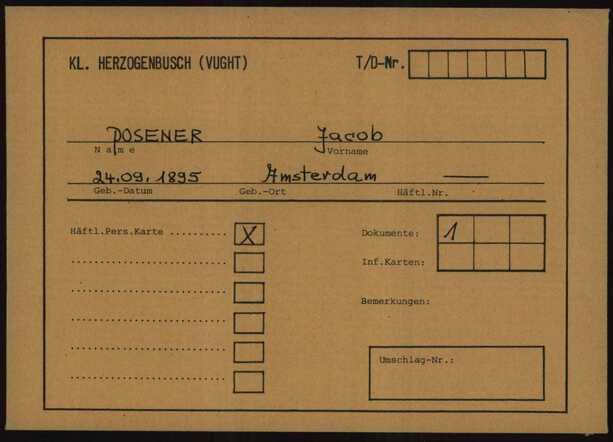 KL. HERZOGENBUSCH (VUGHT) T/D-Nr.
POSENER Jacob
Name Vorname
24.09.1895 Amsterdam —
Geb.-Datum Geb.-Ort Häftl.Nr.
Häftl.Pers.Karte .......... X
Dokumente: 1
Inf.Karten:
Bemerkungen:
Umschlag-Nr.: